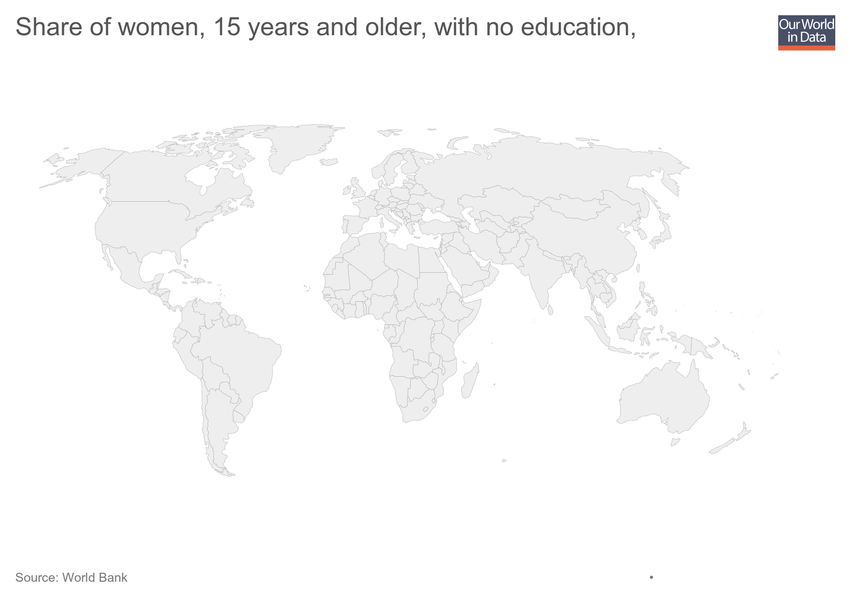 Share of women, 15 years and older, with no education,
Our World
in Data
Source: World Bank
•